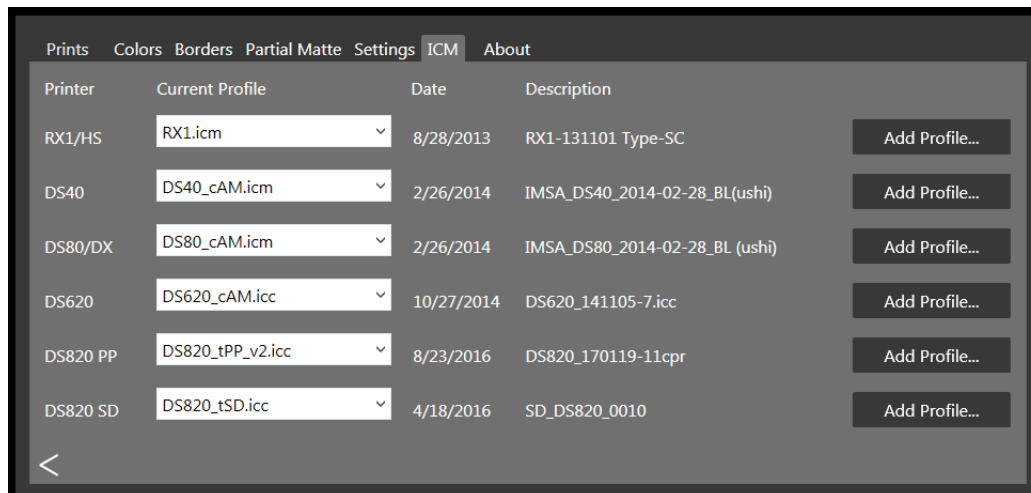 Prints Colors Borders Partial Matte Settings ICM About
Printer Current Profile Date Description
RX1/HS RX1.icm 8/28/2013 RX1-131101 Type-SC Add Profile...
DS40 DS40_cAM.icm 2/26/2014 IMSA_DS40_2014-02-28_BL(ushi) Add Profile...
DS80/DX DS80_cAM.icm 2/26/2014 IMSA_DS80_2014-02-28_BL (ushi) Add Profile...
DS620 DS620_cAM.icc 10/27/2014 DS620_141105-7.icc Add Profile...
DS820 PP DS820_tPP_v2.icc 8/23/2016 DS820_170119-11cpr Add Profile...
DS820 SD DS820_tSD.icc 4/18/2016 SD_DS820_0010 Add Profile...
<